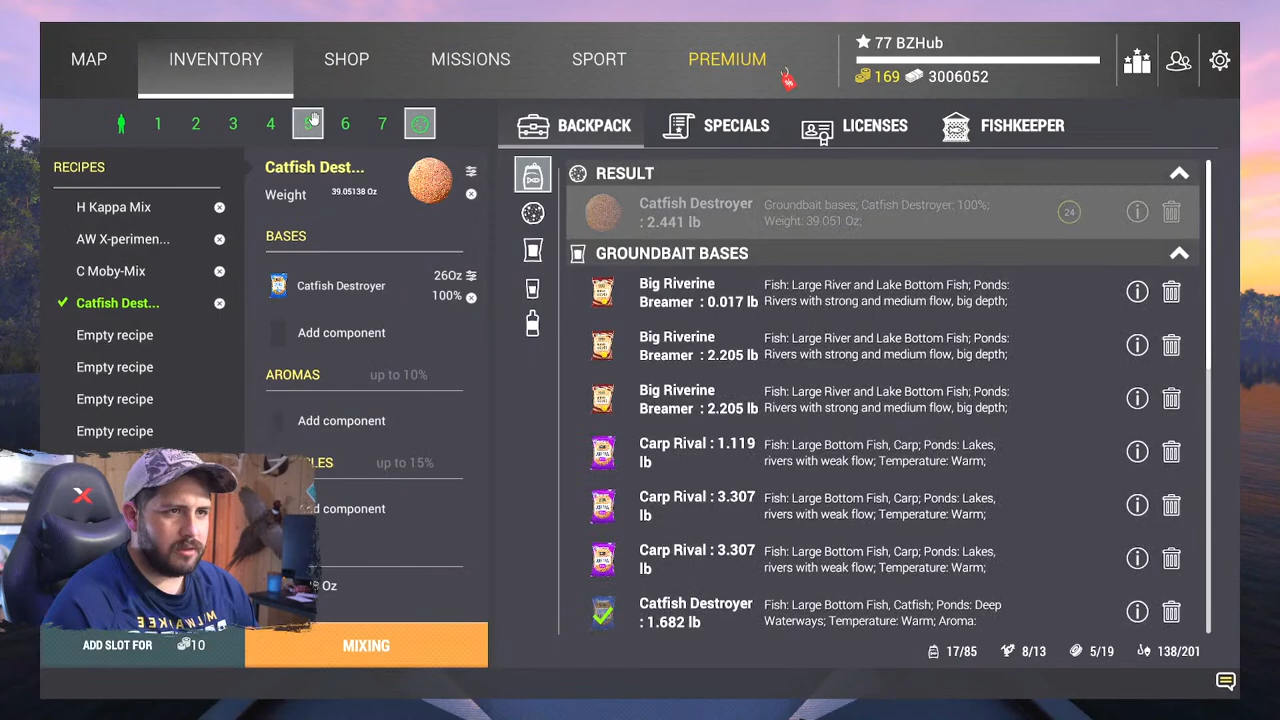 MAP
INVENTORY
SHOP
MISSIONS
SPORT
PREMIUM
77 BZHub
169 3006052
1 2 3 4 5 6 7
BACKPACK
SPECIALS
LICENSES
FISHKEEPER
RECIPES
H Kappa Mix
AW X-perimen...
C Moby-Mix
Catfish Dest...
Empty recipe
Empty recipe
Empty recipe
Empty recipe
ADD SLOT FOR 10
Catfish Dest...
Weight 39.05138 Oz
BASES
Catfish Destroyer
26Oz
100%
Add component
AROMAS up to 10%
Add component
LES up to 15%
dd component
Oz
MIXING
RESULT
Catfish Destroyer
: 2.441 lb
Groundbait bases; Catfish Destroyer: 100%;
Weight: 39.051 Oz;
24
GROUNDBAIT BASES
Big Riverine
Breamer : 0.017 lb
Fish: Large River and Lake Bottom Fish; Ponds:
Rivers with strong and medium flow, big depth;
Big Riverine
Breamer : 2.205 lb
Fish: Large River and Lake Bottom Fish; Ponds:
Rivers with strong and medium flow, big depth;
Big Riverine
Breamer : 2.205 lb
Fish: Large River and Lake Bottom Fish; Ponds:
Rivers with strong and medium flow, big depth;
Carp Rival : 1.119
lb
Fish: Large Bottom Fish, Carp; Ponds: Lakes,
rivers with weak flow; Temperature: Warm;
Carp Rival : 3.307
lb
Fish: Large Bottom Fish, Carp; Ponds: Lakes,
rivers with weak flow; Temperature: Warm;
Carp Rival : 3.307
lb
Fish: Large Bottom Fish, Carp; Ponds: Lakes,
rivers with weak flow; Temperature: Warm;
Catfish Destroyer
: 1.682 lb
Fish: Large Bottom Fish, Catfish; Ponds: Deep
Waterways; Temperature: Warm; Aroma:
17/85
8/13
5/19
138/201